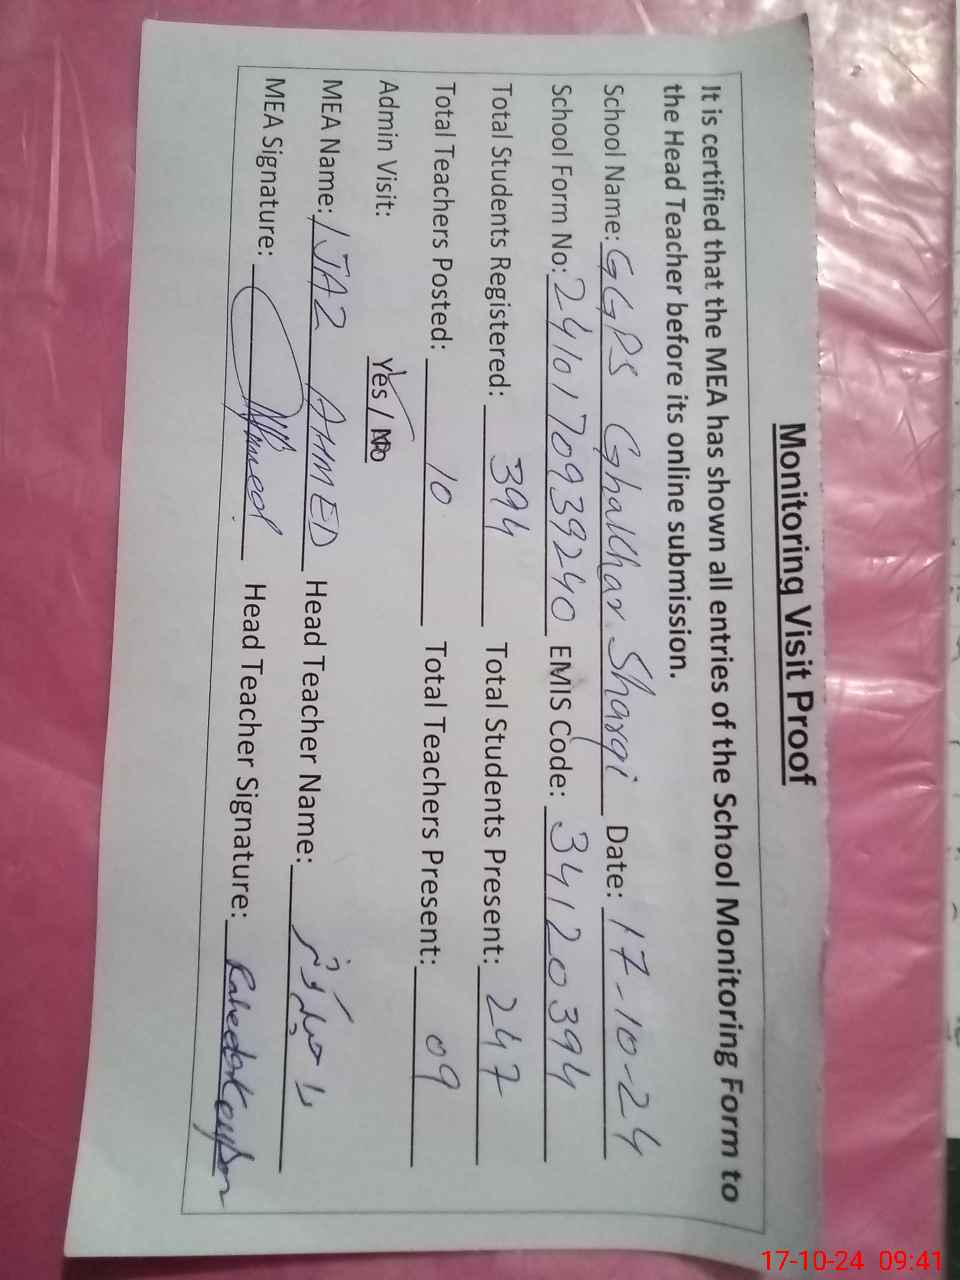 Monitoring Visit Proof
It is certified that the MEA has shown all entries of the School Monitoring Form to
the Head Teacher before its online submission.
School Name: GGPS Ghakhar Sharqi Date: 17-10-24
School Form No: 2410170939240 EMIS Code: 34120394
Total Students Registered: 394 Total Students Present: 247
Total Teachers Posted: 10 Total Teachers Present: 09
Admin Visit: Yes / No
MEA Name: IJAZ AHMED Head Teacher Name:
MEA Signature: Ahmed Head Teacher Signature:
17-10-24 09:41